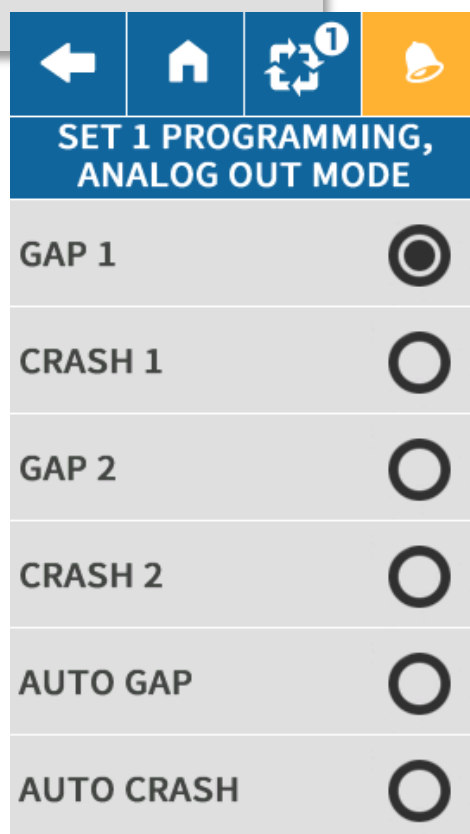 1
SET 1 PROGRAMMING,
ANALOG OUT MODE
GAP 1
CRASH 1
GAP 2
CRASH 2
AUTO GAP
AUTO CRASH